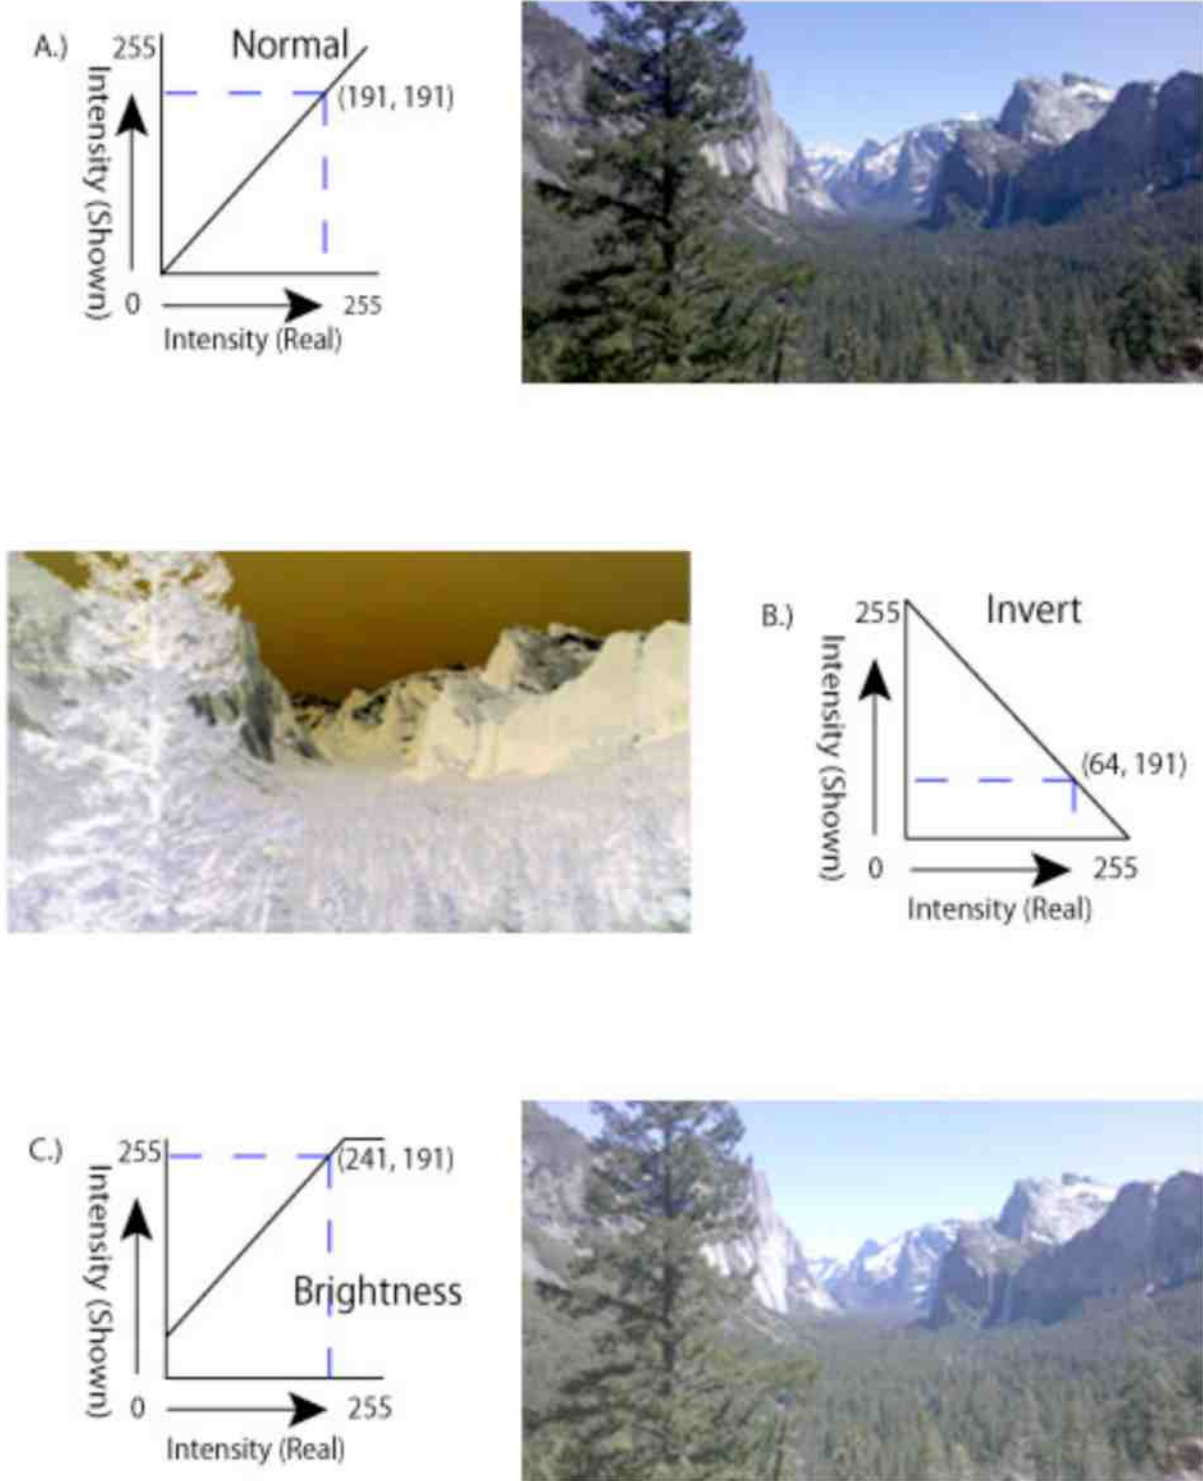 A.)
255
Normal
(191, 191)
Intensity (Shown)
0
255
Intensity (Real)
B.)
255
Invert
(64, 191)
Intensity (Shown)
0
255
Intensity (Real)
C.)
255
(241, 191)
Intensity (Shown)
Brightness
0
255
Intensity (Real)